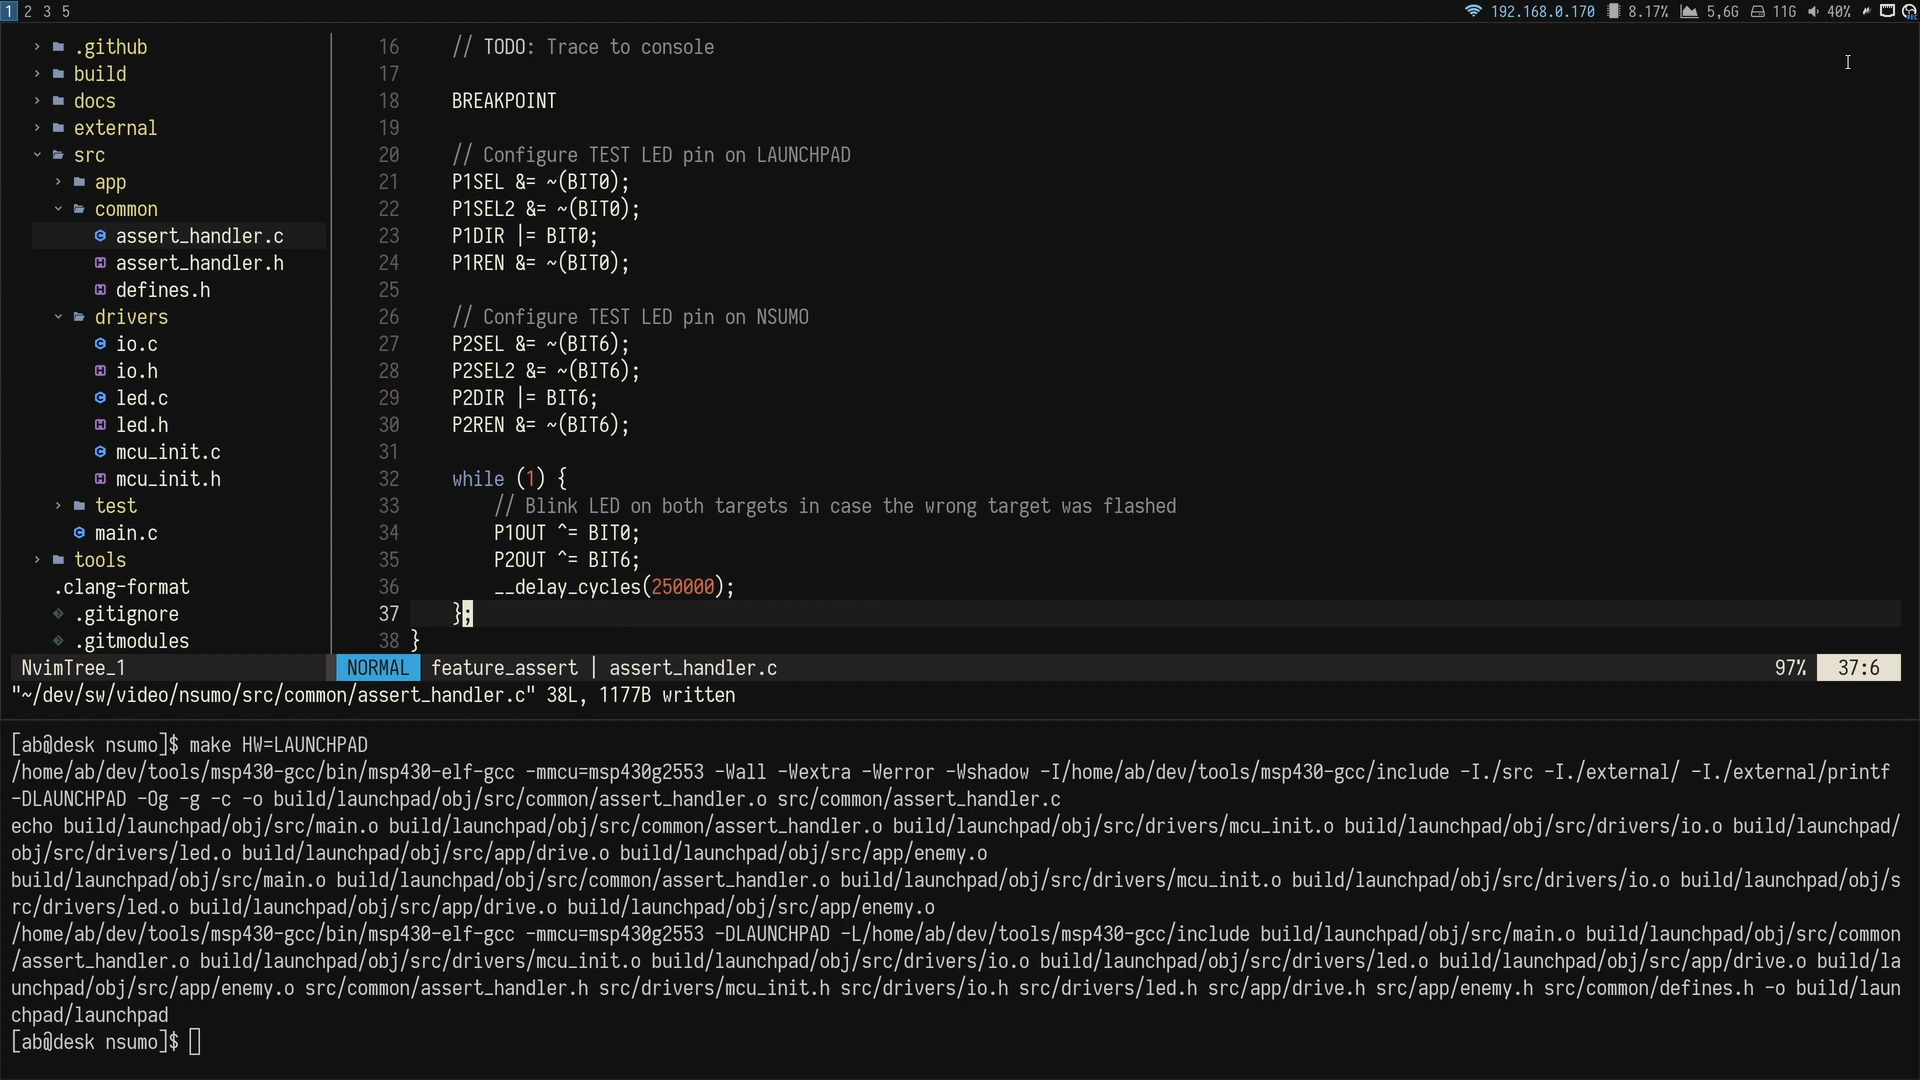 1 2 3 5
192.168.0.170 8.17% 5,6G 11G 40%
.github
build
docs
external
src
app
common
assert_handler.c
assert_handler.h
defines.h
drivers
io.c
io.h
led.c
led.h
mcu_init.c
mcu_init.h
test
main.c
tools
.clang-format
.gitignore
.gitmodules
16 // TODO: Trace to console
17
18 BREAKPOINT
19
20 // Configure TEST LED pin on LAUNCHPAD
21 P1SEL &= ~(BIT0);
22 P1SEL2 &= ~(BIT0);
23 P1DIR |= BIT0;
24 P1REN &= ~(BIT0);
25
26 // Configure TEST LED pin on NSUMO
27 P2SEL &= ~(BIT6);
28 P2SEL2 &= ~(BIT6);
29 P2DIR |= BIT6;
30 P2REN &= ~(BIT6);
31
32 while (1) {
33 // Blink LED on both targets in case the wrong target was flashed
34 P1OUT ^= BIT0;
35 P2OUT ^= BIT6;
36 __delay_cycles(250000);
37 };
38 }
NvimTree_1 NORMAL feature_assert | assert_handler.c 97% 37:6
"~/dev/sw/video/nsumo/src/common/assert_handler.c" 38L, 1177B written
[ab@desk nsumo]$ make HW=LAUNCHPAD
/home/ab/dev/tools/msp430-gcc/bin/msp430-elf-gcc -mmcu=msp430g2553 -Wall -Wextra -Werror -Wshadow -I/home/ab/dev/tools/msp430-gcc/include -I./src -I./external/ -I./external/printf
-DLAUNCHPAD -Og -g -c -o build/launchpad/obj/src/common/assert_handler.o src/common/assert_handler.c
echo build/launchpad/obj/src/main.o build/launchpad/obj/src/common/assert_handler.o build/launchpad/obj/src/drivers/mcu_init.o build/launchpad/obj/src/drivers/io.o build/launchpad/
obj/src/drivers/led.o build/launchpad/obj/src/app/drive.o build/launchpad/obj/src/app/enemy.o
build/launchpad/obj/src/main.o build/launchpad/obj/src/common/assert_handler.o build/launchpad/obj/src/drivers/mcu_init.o build/launchpad/obj/src/drivers/io.o build/launchpad/obj/s
rc/drivers/led.o build/launchpad/obj/src/app/drive.o build/launchpad/obj/src/app/enemy.o
/home/ab/dev/tools/msp430-gcc/bin/msp430-elf-gcc -mmcu=msp430g2553 -DLAUNCHPAD -L/home/ab/dev/tools/msp430-gcc/include build/launchpad/obj/src/main.o build/launchpad/obj/src/common
/assert_handler.o build/launchpad/obj/src/drivers/mcu_init.o build/launchpad/obj/src/drivers/io.o build/launchpad/obj/src/drivers/led.o build/launchpad/obj/src/app/drive.o build/la
unchpad/obj/src/app/enemy.o src/common/assert_handler.h src/drivers/mcu_init.h src/drivers/io.h src/drivers/led.h src/app/drive.h src/app/enemy.h src/common/defines.h -o build/laun
chpad/launchpad
[ab@desk nsumo]$